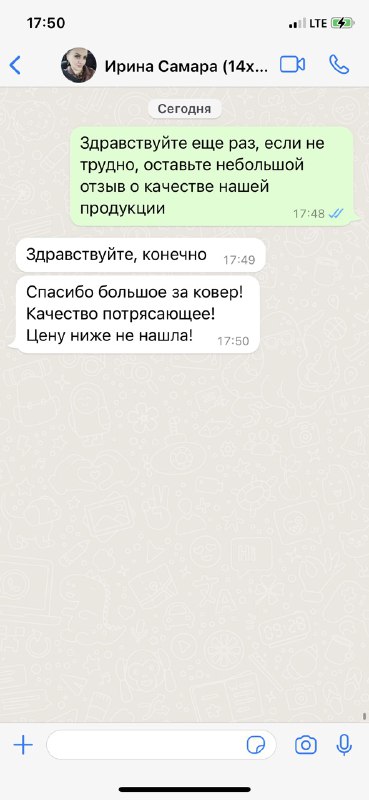 17:50
LTE
Ирина Самара (14x...
Сегодня
Здравствуйте еще раз, если не
трудно, оставьте небольшой
отзыв о качестве нашей
продукции
17:48
Здравствуйте, конечно
17:49
Спасибо большое за ковер!
Качество потрясающее!
Цену ниже не нашла!
17:50